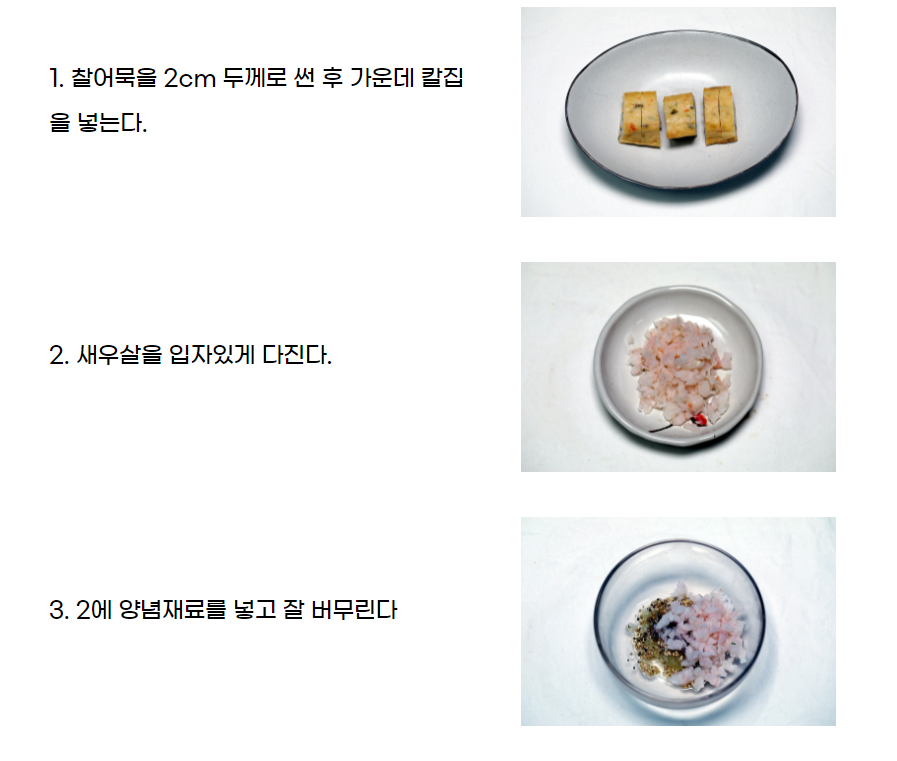 1. 찰어묵을 2cm 두께로 썬 후 가운데 칼집
을 넣는다.
2. 새우살을 입자있게 다진다.
3. 2에 양념재료를 넣고 잘 버무린다